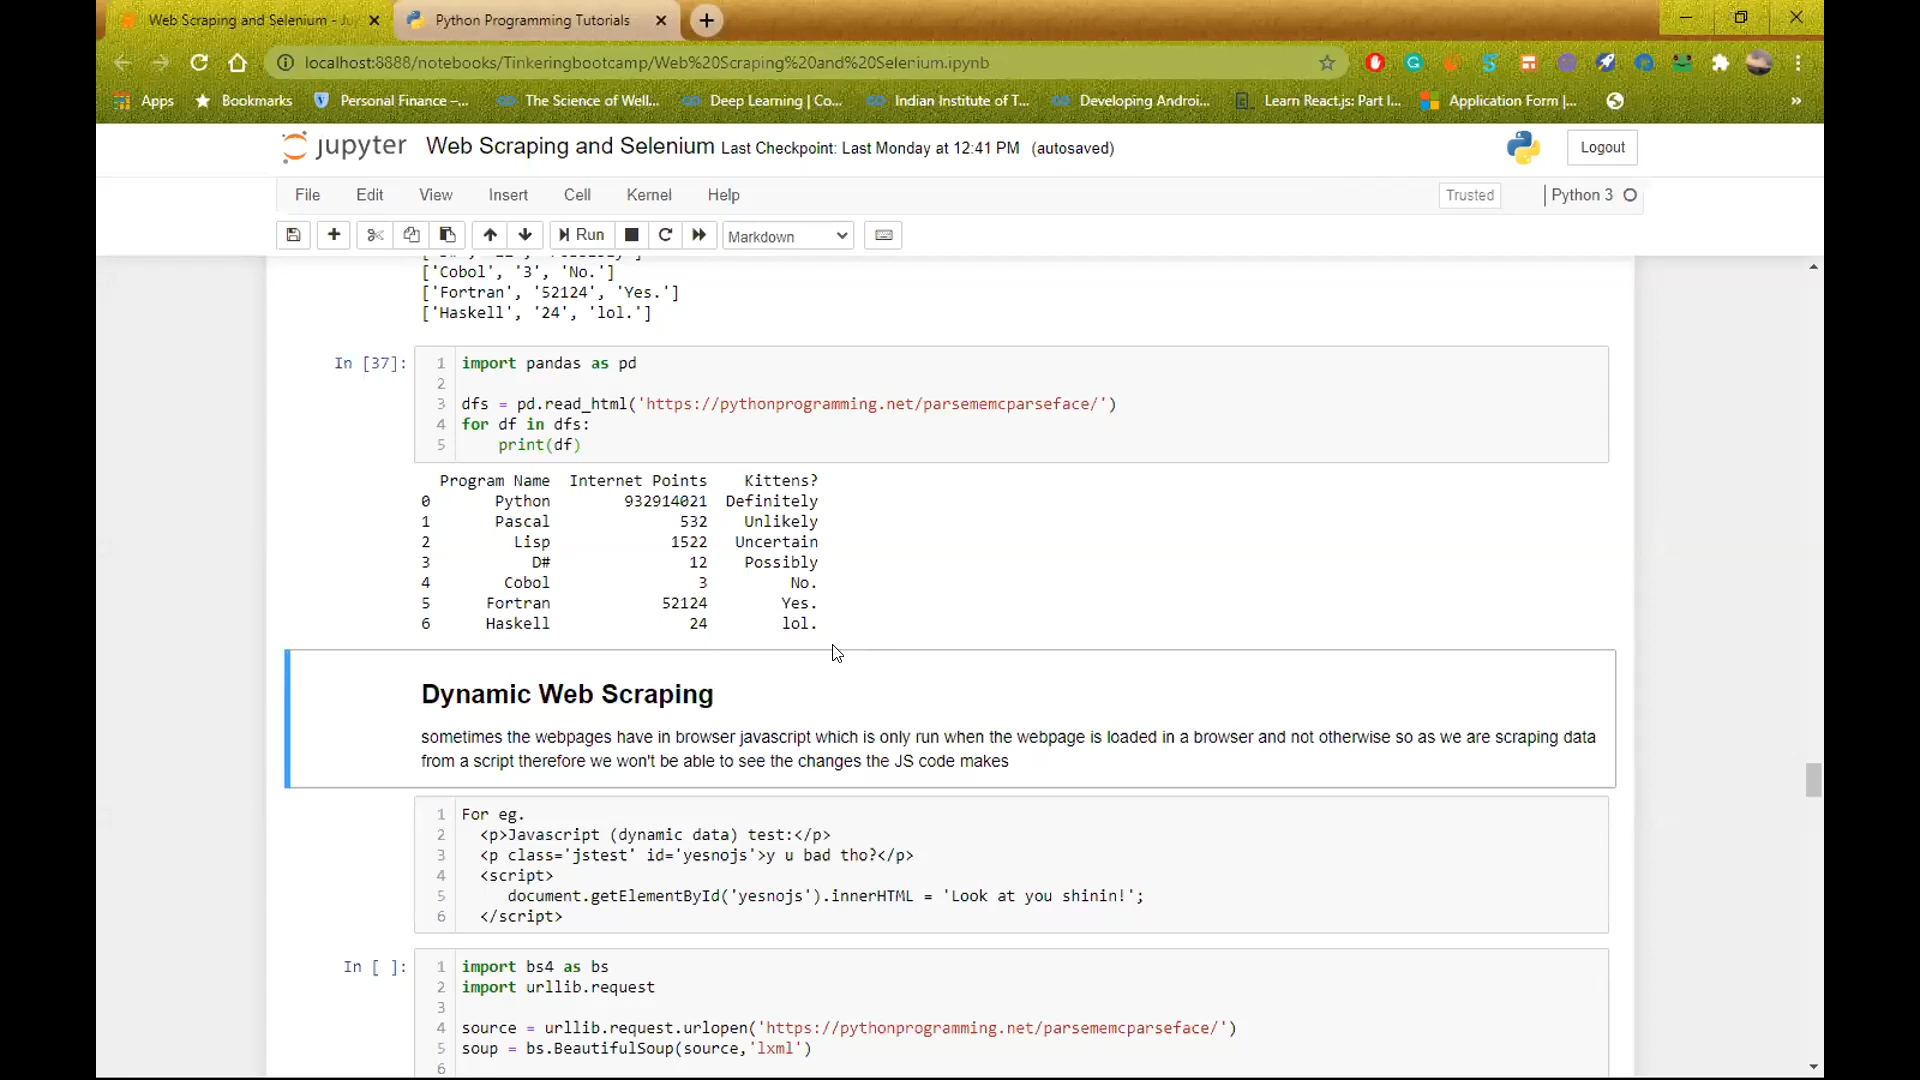 Web Scraping and Selenium - Ju
Python Programming Tutorials
localhost:8888/notebooks/Tinkeringbootcamp/Web%20Scraping%20and%20Selenium.ipynb
Apps
Bookmarks
Personal Finance –...
The Science of Well...
Deep Learning | Co...
Indian Institute of T...
Developing Androi...
Learn React.js: Part I...
Application Form |...
»
jupyter Web Scraping and Selenium Last Checkpoint: Last Monday at 12:41 PM (autosaved)
Logout
File Edit View Insert Cell Kernel Help
Trusted
Python 3
Run
Markdown
['Cobol', '3', 'No.']
['Fortran', '52124', 'Yes.']
['Haskell', '24', 'lol.']
In [37]:
1 import pandas as pd
2
3 dfs = pd.read_html('https://pythonprogramming.net/parsememcparseface/')
4 for df in dfs:
5 print(df)
Program Name Internet Points Kittens?
0 Python 932914021 Definitely
1 Pascal 532 Unlikely
2 Lisp 1522 Uncertain
3 D# 12 Possibly
4 Cobol 3 No.
5 Fortran 52124 Yes.
6 Haskell 24 lol.
Dynamic Web Scraping
sometimes the webpages have in browser javascript which is only run when the webpage is loaded in a browser and not otherwise so as we are scraping data
from a script therefore we won't be able to see the changes the JS code makes
1 For eg.
2 <p>Javascript (dynamic data) test:</p>
3 <p class='jstest' id='yesnojs'>y u bad tho?</p>
4 <script>
5 document.getElementById('yesnojs').innerHTML = 'Look at you shinin!';
6 </script>
In [ ]:
1 import bs4 as bs
2 import urllib.request
3
4 source = urllib.request.urlopen('https://pythonprogramming.net/parsememcparseface/')
5 soup = bs.BeautifulSoup(source,'lxml')
6